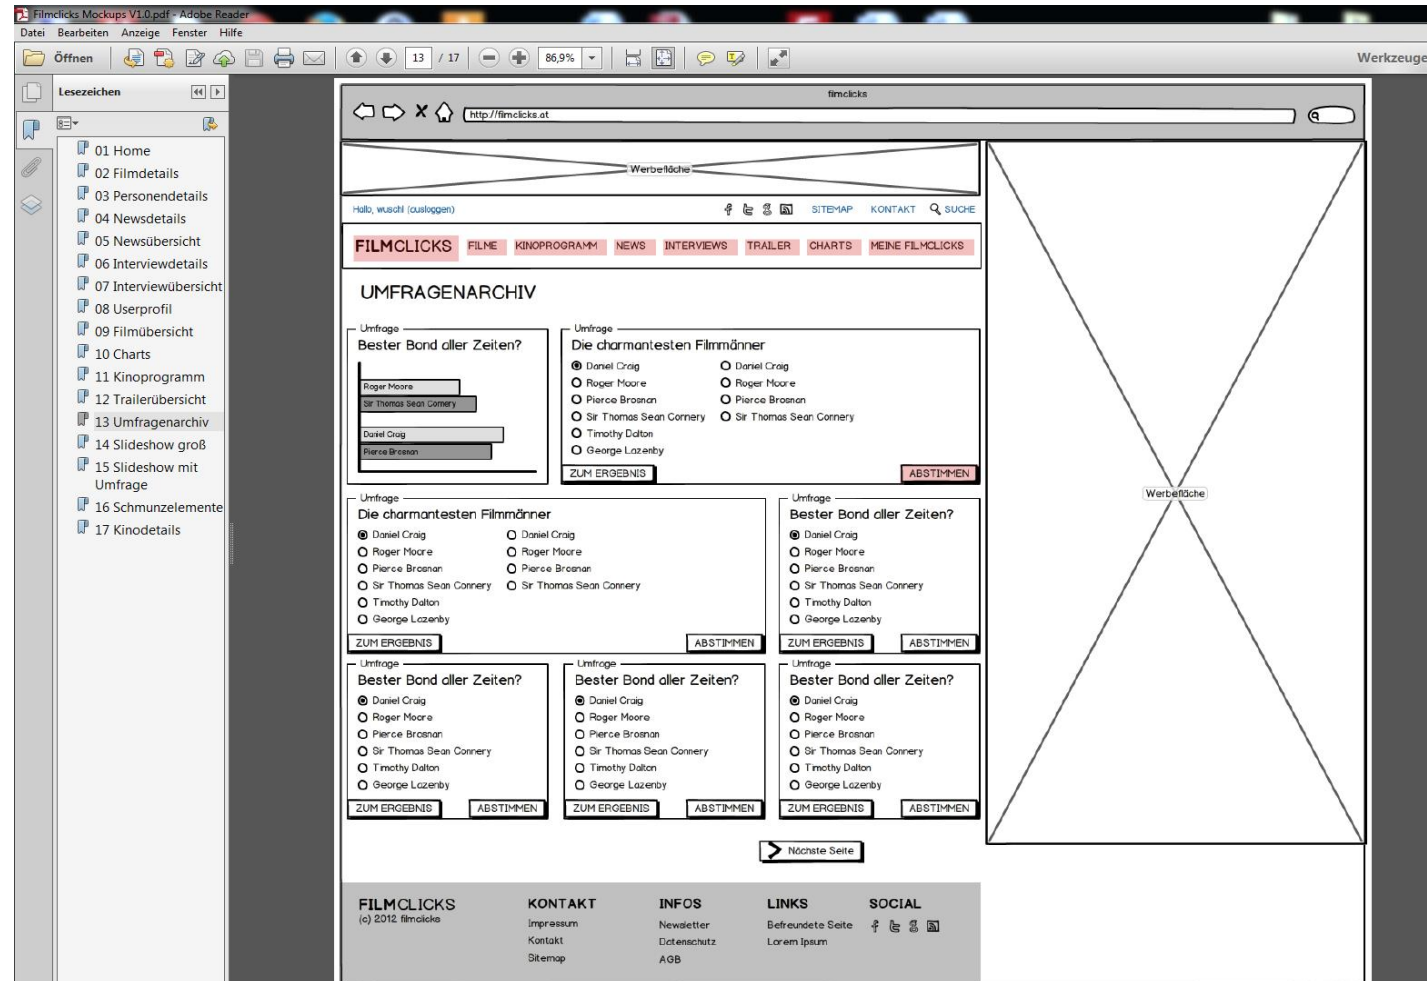 Filmclicks Mockups V1.0.pdf - Adobe Reader
Datei Bearbeiten Anzeige Fenster Hilfe
Öffnen 13 / 17 86,9% Werkzeuge
Lesezeichen
01 Home
02 Filmdetails
03 Personendetails
04 Newsdetails
05 Newsübersicht
06 Interviewdetails
07 Interviewübersicht
08 Userprofil
09 Filmübersicht
10 Charts
11 Kinoprogramm
12 Trailerübersicht
13 Umfragenarchiv
14 Slideshow groß
15 Slideshow mit
Umfrage
16 Schmunzelemente
17 Kinodetails
filmclicks
http://filmclicks.at
Werbefläche
Hallo, wuschl (ausloggen) SITEMAP KONTAKT SUCHE
FILMCLICKS FILME KINOPROGRAMM NEWS INTERVIEWS TRAILER CHARTS MEINE FILMCLICKS
UMFRAGENARCHIV
Umfrage
Bester Bond aller Zeiten?
Roger Moore
Sir Thomas Sean Connery
Daniel Craig
Pierce Brosnan
Umfrage
Die charmantesten Filmmänner
Daniel Craig Daniel Craig
Roger Moore Roger Moore
Pierce Brosnan Pierce Brosnan
Sir Thomas Sean Connery Sir Thomas Sean Connery
Timothy Dalton
George Lazenby
ZUM ERGEBNIS ABSTIMMEN
Umfrage
Die charmantesten Filmmänner
Daniel Craig Daniel Craig
Roger Moore Roger Moore
Pierce Brosnan Pierce Brosnan
Sir Thomas Sean Connery Sir Thomas Sean Connery
Timothy Dalton
George Lazenby
ZUM ERGEBNIS ABSTIMMEN
Umfrage
Bester Bond aller Zeiten?
Daniel Craig
Roger Moore
Pierce Brosnan
Sir Thomas Sean Connery
Timothy Dalton
George Lazenby
ZUM ERGEBNIS ABSTIMMEN
Umfrage
Bester Bond aller Zeiten?
Daniel Craig
Roger Moore
Pierce Brosnan
Sir Thomas Sean Connery
Timothy Dalton
George Lazenby
ZUM ERGEBNIS ABSTIMMEN
Umfrage
Bester Bond aller Zeiten?
Daniel Craig
Roger Moore
Pierce Brosnan
Sir Thomas Sean Connery
Timothy Dalton
George Lazenby
ZUM ERGEBNIS ABSTIMMEN
Umfrage
Bester Bond aller Zeiten?
Daniel Craig
Roger Moore
Pierce Brosnan
Sir Thomas Sean Connery
Timothy Dalton
George Lazenby
ZUM ERGEBNIS ABSTIMMEN
Werbefläche
Nächste Seite
FILMCLICKS
(c) 2012 filmclicks
KONTAKT
Impressum
Kontakt
Sitemap
INFOS
Newsletter
Datenschutz
AGB
LINKS
Befreundete Seite
Lorem Ipsum
SOCIAL